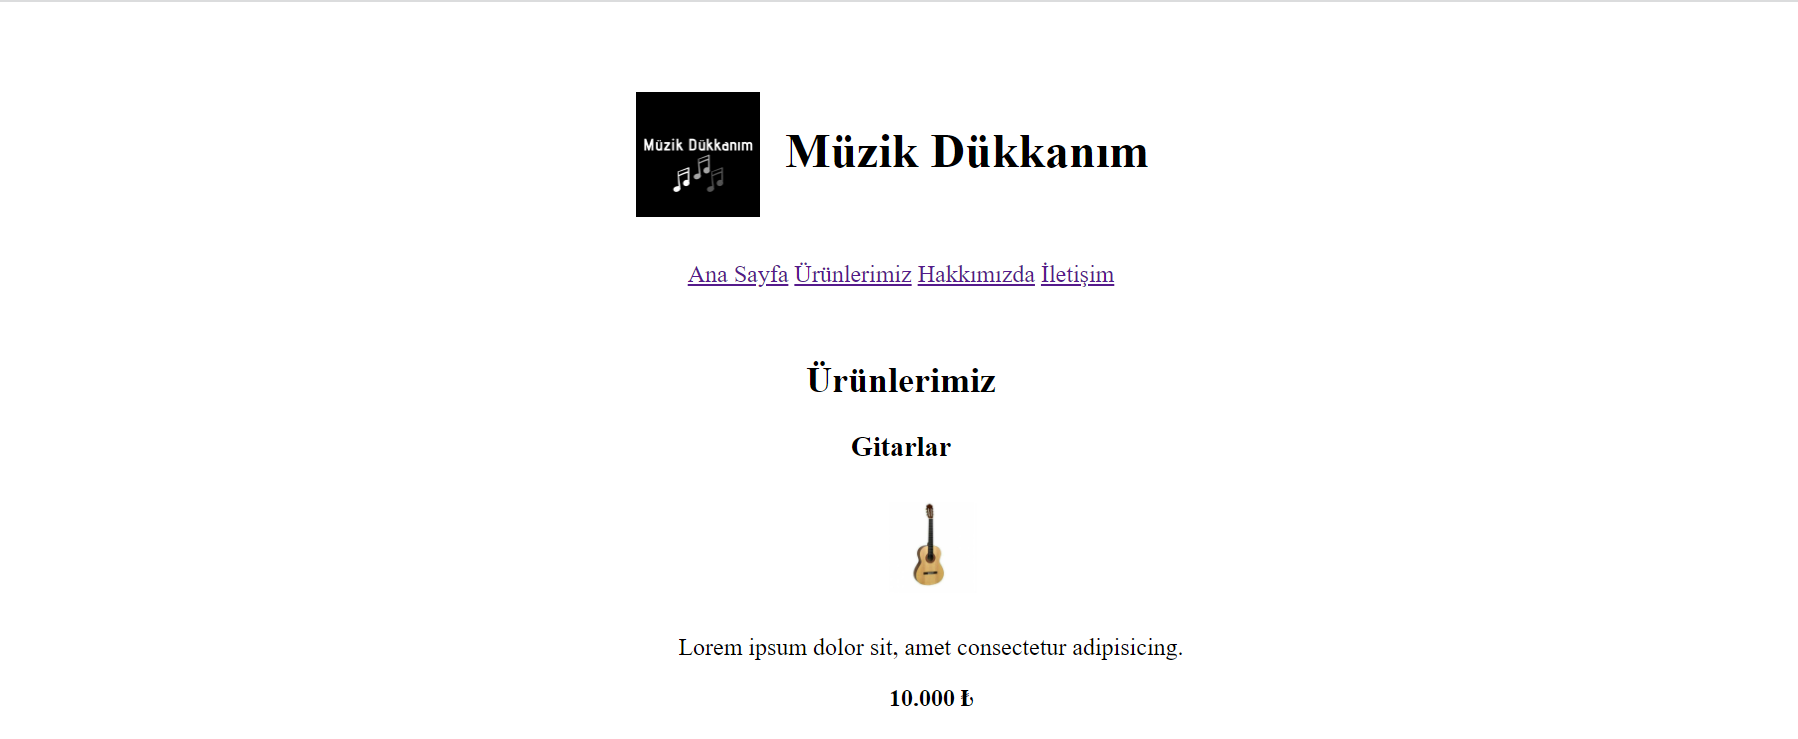 Müzik Dükkanım
Müzik Dükkanım
Ana Sayfa Ürünlerimiz Hakkımızda İletişim
Ürünlerimiz
Gitarlar
Lorem ipsum dolor sit, amet consectetur adipisicing.
10.000 ₺